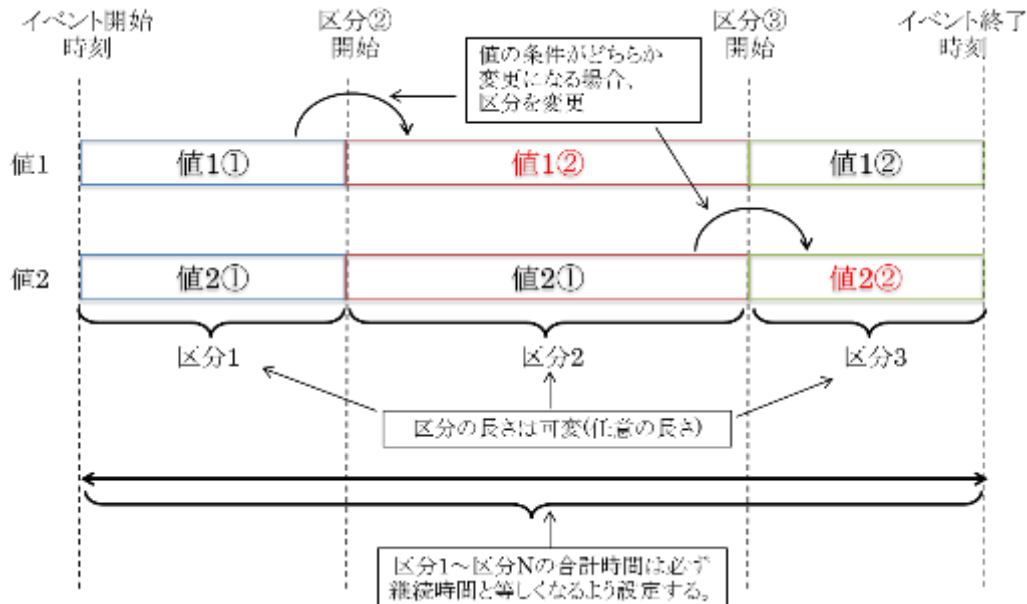 イベント開始
時刻
区分②
開始
区分③
開始
イベント終了
時刻
値の条件がどちらか
変更になる場合、
区分を変更
値1
値1①
値1②
値1②
値2
値2①
値2①
値2②
区分1
区分2
区分3
区分の長さは可変(任意の長さ)
区分1～区分Nの合計時間は必ず
継続時間と等しくなるよう設定する。